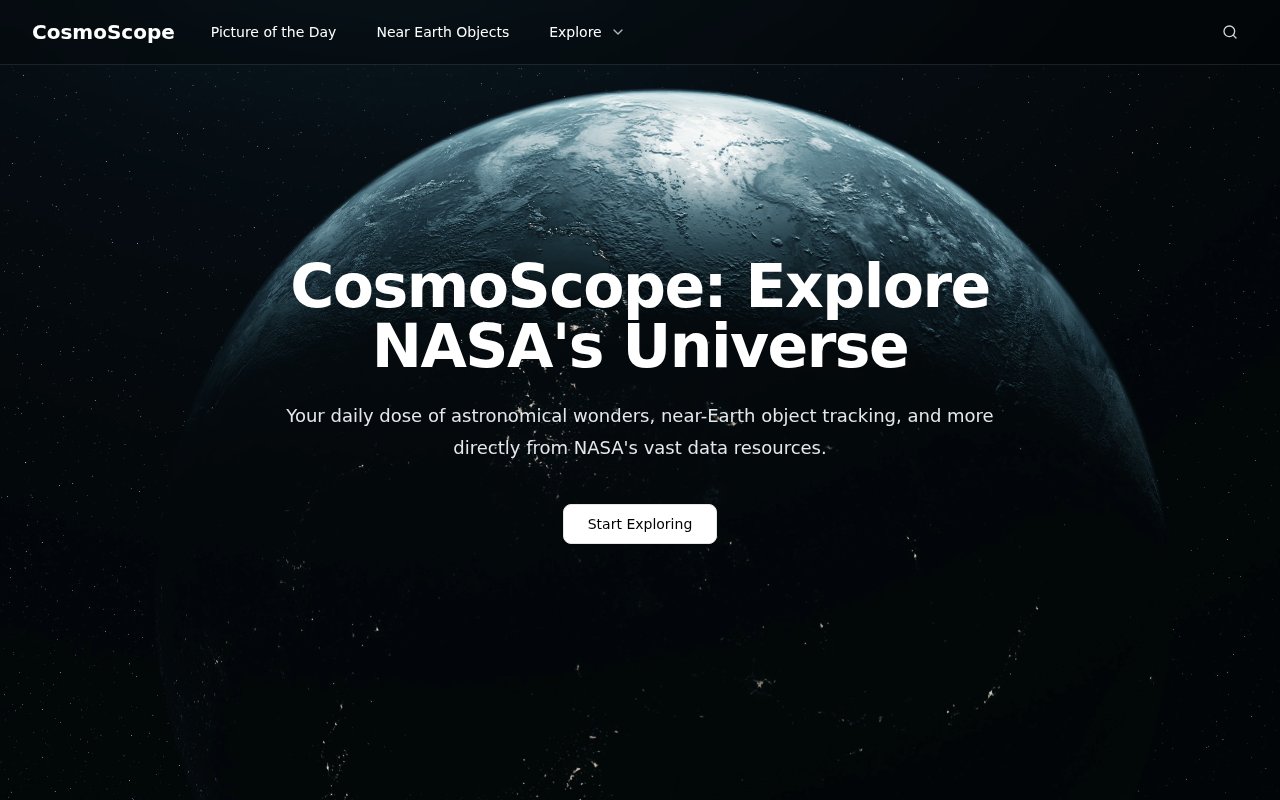 CosmoScope
Picture of the Day
Near Earth Objects
Explore
CosmoScope: Explore
NASA's Universe
Your daily dose of astronomical wonders, near-Earth object tracking, and more
directly from NASA's vast data resources.
Start Exploring